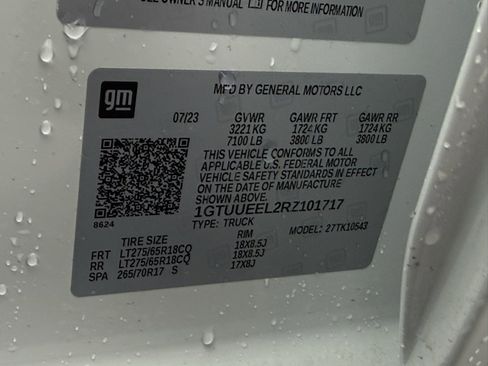 OWNER'S MANUAL FOR MORE INFORMATION
gm
MFD BY GENERAL MOTORS LLC
07/23 GVWR GAWR FRT GAWR RR
3221 KG 1724 KG 1724 KG
7100 LB 3800 LB 3800 LB
THIS VEHICLE CONFORMS TO ALL
APPLICABLE U.S. FEDERAL MOTOR
VEHICLE SAFETY STANDARDS IN
EFFECT ON THE DATE OF
MANUFACTURE SHOWN ABOVE.
1GTUUEEL2RZ101717
8624
TYPE: TRUCK MODEL: 27TK10543
TIRE SIZE RIM
FRT LT275/65R18CQ 18X8.5J
RR LT275/65R18CQ 18X8.5J
SPA 265/70R17 S 17X8J